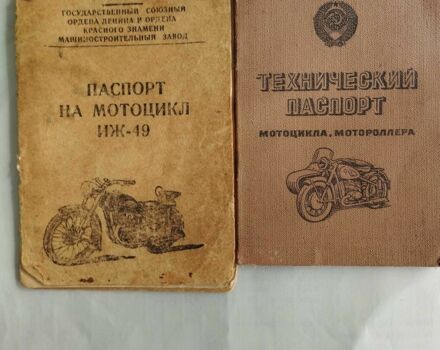 ГОСУДАРСТВЕННЫЙ СОЮЗНЫЙ
ОРДЕНА ЛЕНИНА И ОРДЕНА
КРАСНОГО ЗНАМЕНИ
МАШИНОСТРОИТЕЛЬНЫЙ ЗАВОД
ПАСПОРТ
НА МОТОЦИКЛ
ИЖ-49
ТЕХНИЧЕСКИЙ
ПАСПОРТ
МОТОЦИКЛА, МОТОРОЛЛЕРА